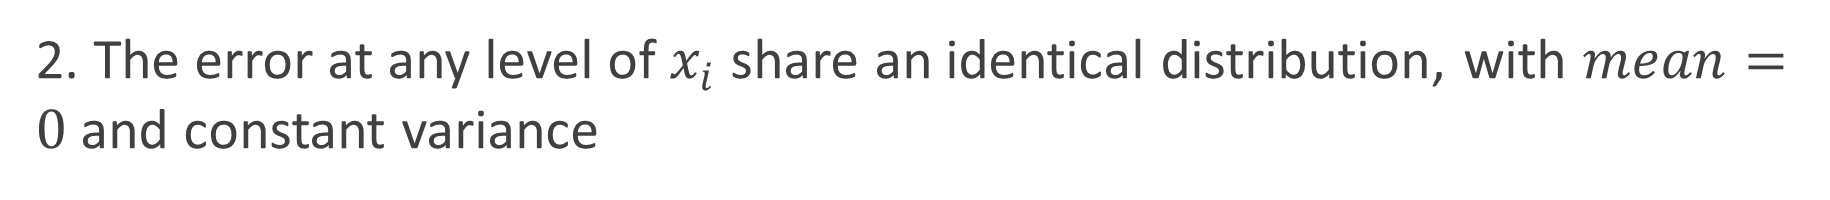 2. The error at any level of 𝑥ᵢ share an identical distribution, with 𝑚𝑒𝑎𝑛 =
0 and constant variance